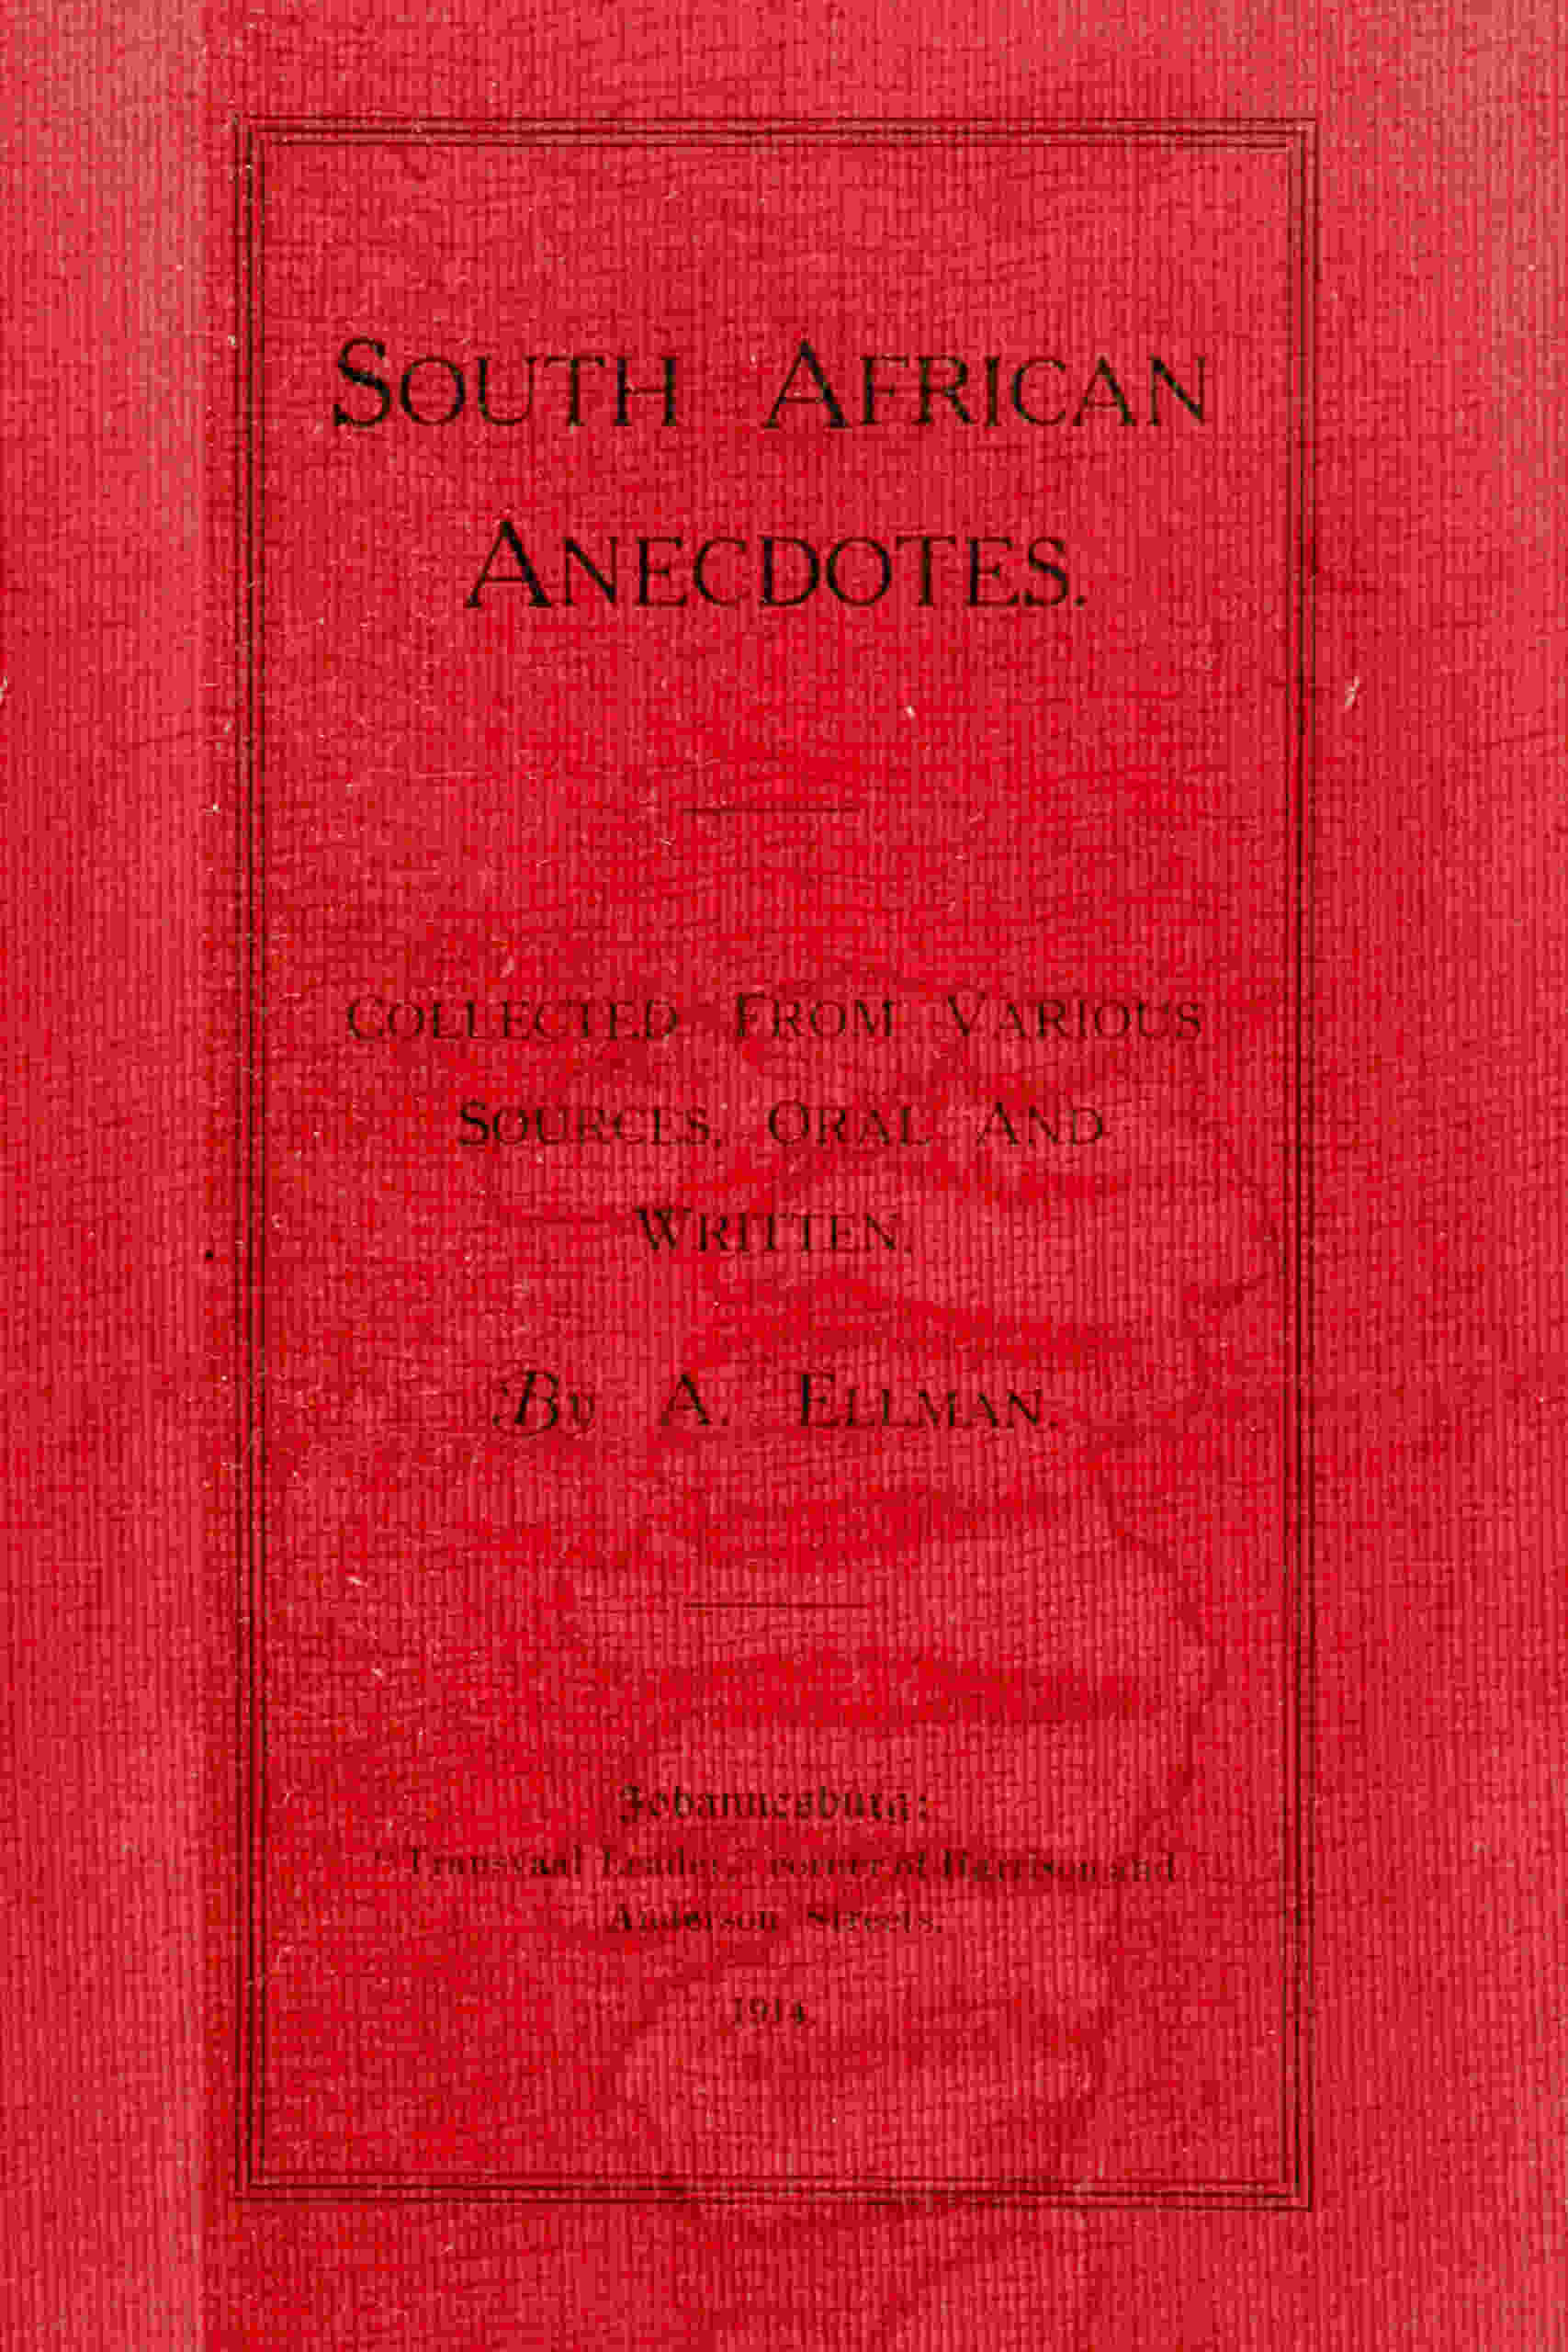 SOUTH AFRICAN
ANECDOTES.
COLLECTED FROM VARIOUS
SOURCES, ORAL AND
WRITTEN.
By A. ELLMAN.
Johannesburg:
"Transvaal Leader," corner of Harrison and
Anderson Streets.
1914